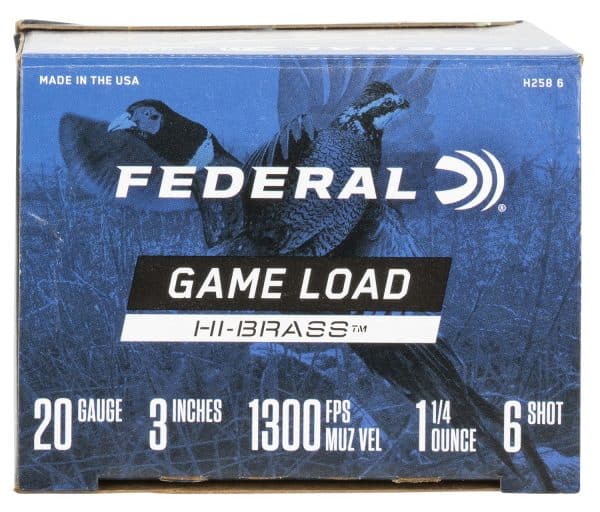 MADE IN THE USA
H258 6
FEDERAL®
GAME LOAD
HI-BRASS™
20 GAUGE
3 INCHES
1300 FPS MUZ VEL
1 1/4 OUNCE
6 SHOT